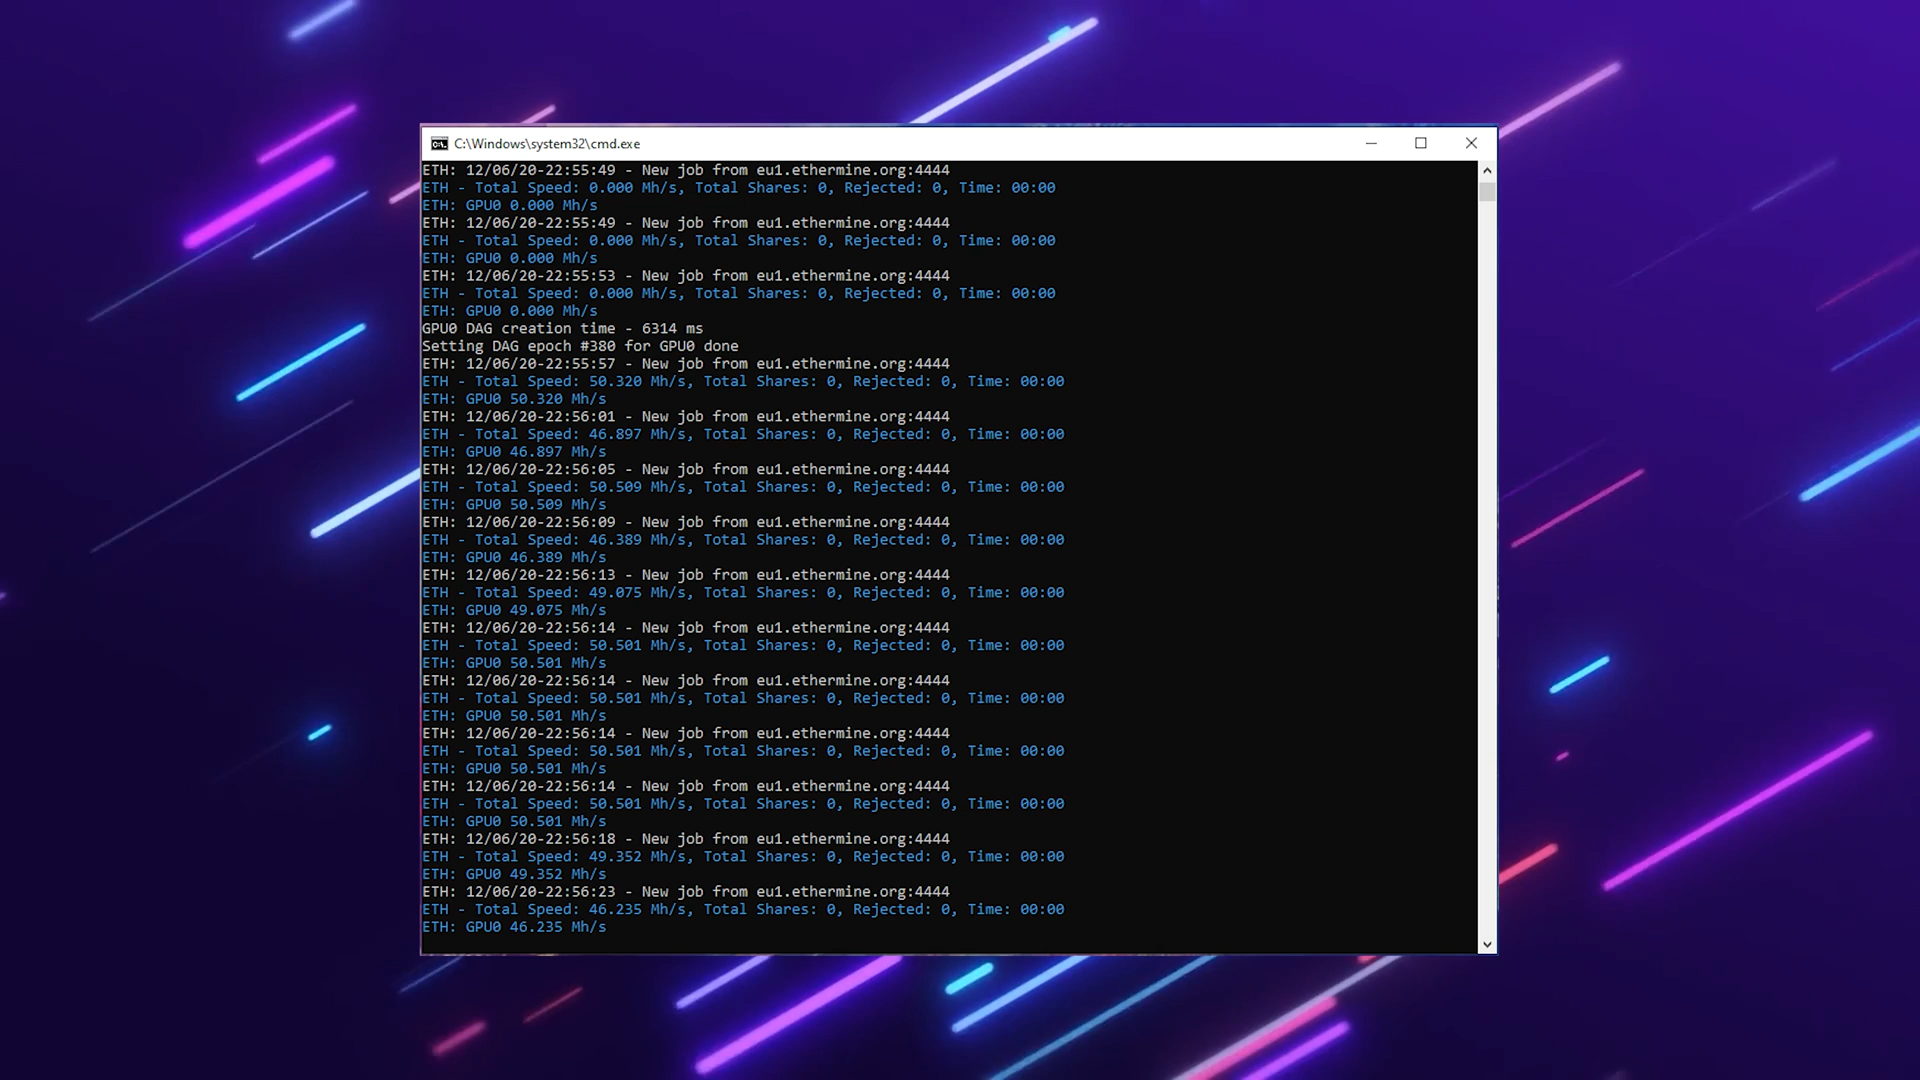 C:\Windows\system32\cmd.exe
ETH: 12/06/20-22:55:49 - New job from eu1.ethermine.org:4444
ETH - Total Speed: 0.000 Mh/s, Total Shares: 0, Rejected: 0, Time: 00:00
ETH: GPU0 0.000 Mh/s
ETH: 12/06/20-22:55:49 - New job from eu1.ethermine.org:4444
ETH - Total Speed: 0.000 Mh/s, Total Shares: 0, Rejected: 0, Time: 00:00
ETH: GPU0 0.000 Mh/s
ETH: 12/06/20-22:55:53 - New job from eu1.ethermine.org:4444
ETH - Total Speed: 0.000 Mh/s, Total Shares: 0, Rejected: 0, Time: 00:00
ETH: GPU0 0.000 Mh/s
GPU0 DAG creation time - 6314 ms
Setting DAG epoch #380 for GPU0 done
ETH: 12/06/20-22:55:57 - New job from eu1.ethermine.org:4444
ETH - Total Speed: 50.320 Mh/s, Total Shares: 0, Rejected: 0, Time: 00:00
ETH: GPU0 50.320 Mh/s
ETH: 12/06/20-22:56:01 - New job from eu1.ethermine.org:4444
ETH - Total Speed: 46.897 Mh/s, Total Shares: 0, Rejected: 0, Time: 00:00
ETH: GPU0 46.897 Mh/s
ETH: 12/06/20-22:56:05 - New job from eu1.ethermine.org:4444
ETH - Total Speed: 50.509 Mh/s, Total Shares: 0, Rejected: 0, Time: 00:00
ETH: GPU0 50.509 Mh/s
ETH: 12/06/20-22:56:09 - New job from eu1.ethermine.org:4444
ETH - Total Speed: 46.389 Mh/s, Total Shares: 0, Rejected: 0, Time: 00:00
ETH: GPU0 46.389 Mh/s
ETH: 12/06/20-22:56:13 - New job from eu1.ethermine.org:4444
ETH - Total Speed: 49.075 Mh/s, Total Shares: 0, Rejected: 0, Time: 00:00
ETH: GPU0 49.075 Mh/s
ETH: 12/06/20-22:56:14 - New job from eu1.ethermine.org:4444
ETH - Total Speed: 50.501 Mh/s, Total Shares: 0, Rejected: 0, Time: 00:00
ETH: GPU0 50.501 Mh/s
ETH: 12/06/20-22:56:14 - New job from eu1.ethermine.org:4444
ETH - Total Speed: 50.501 Mh/s, Total Shares: 0, Rejected: 0, Time: 00:00
ETH: GPU0 50.501 Mh/s
ETH: 12/06/20-22:56:14 - New job from eu1.ethermine.org:4444
ETH - Total Speed: 50.501 Mh/s, Total Shares: 0, Rejected: 0, Time: 00:00
ETH: GPU0 50.501 Mh/s
ETH: 12/06/20-22:56:14 - New job from eu1.ethermine.org:4444
ETH - Total Speed: 50.501 Mh/s, Total Shares: 0, Rejected: 0, Time: 00:00
ETH: GPU0 50.501 Mh/s
ETH: 12/06/20-22:56:18 - New job from eu1.ethermine.org:4444
ETH - Total Speed: 49.352 Mh/s, Total Shares: 0, Rejected: 0, Time: 00:00
ETH: GPU0 49.352 Mh/s
ETH: 12/06/20-22:56:23 - New job from eu1.ethermine.org:4444
ETH - Total Speed: 46.235 Mh/s, Total Shares: 0, Rejected: 0, Time: 00:00
ETH: GPU0 46.235 Mh/s